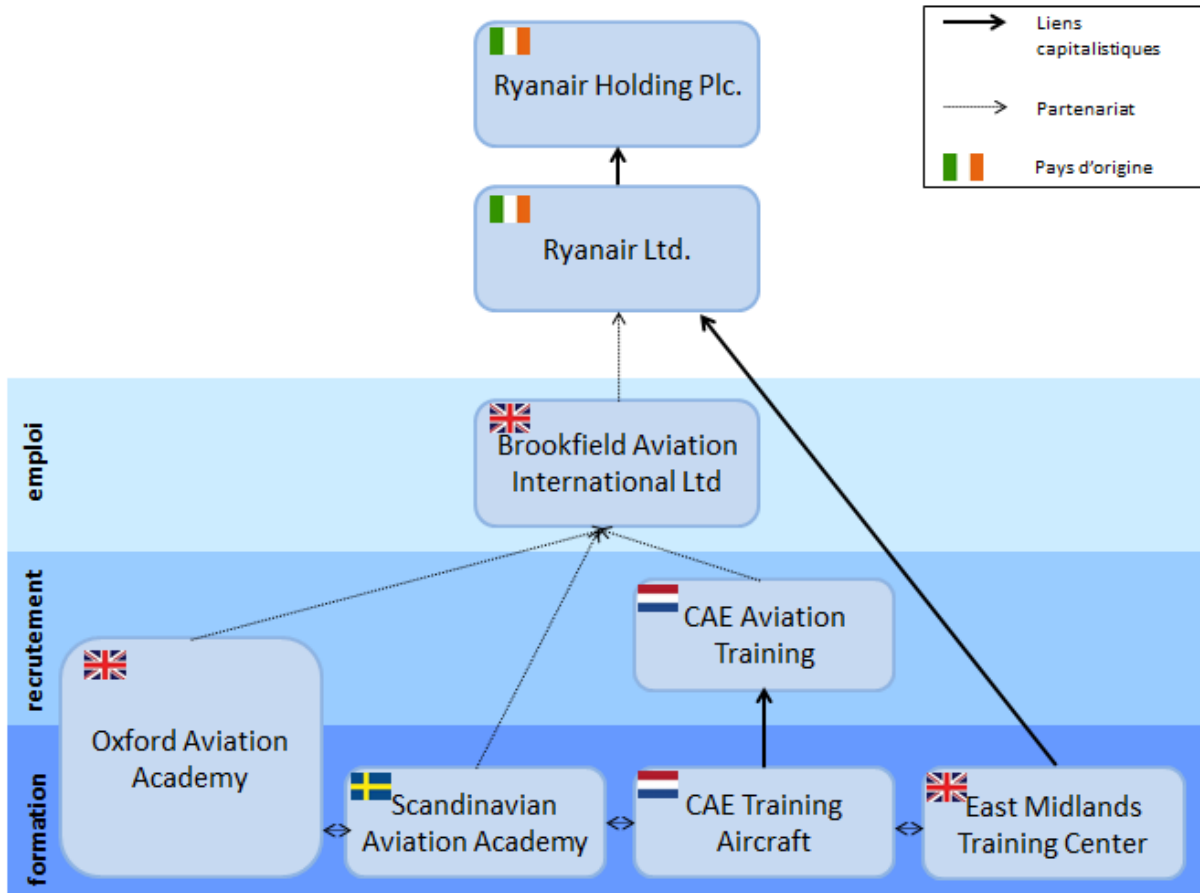 Liens
capitalistiques
Partenariat
Pays d'origine
Ryanair Holding Plc.
Ryanair Ltd.
emploi
Brookfield Aviation
International Ltd
recrutement
CAE Aviation
Training
formation
Oxford Aviation
Academy
Scandinavian
Aviation Academy
CAE Training
Aircraft
East Midlands
Training Center